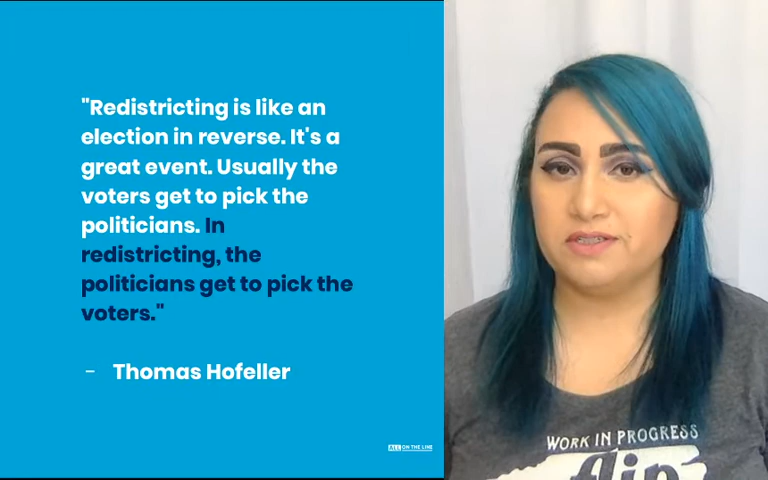 "Redistricting is like an
election in reverse. It's a
great event. Usually the
voters get to pick the
politicians. In
redistricting, the
politicians get to pick the
voters."
- Thomas Hofeller
ALL ON THE LINE
WORK IN PROGRESS
flip